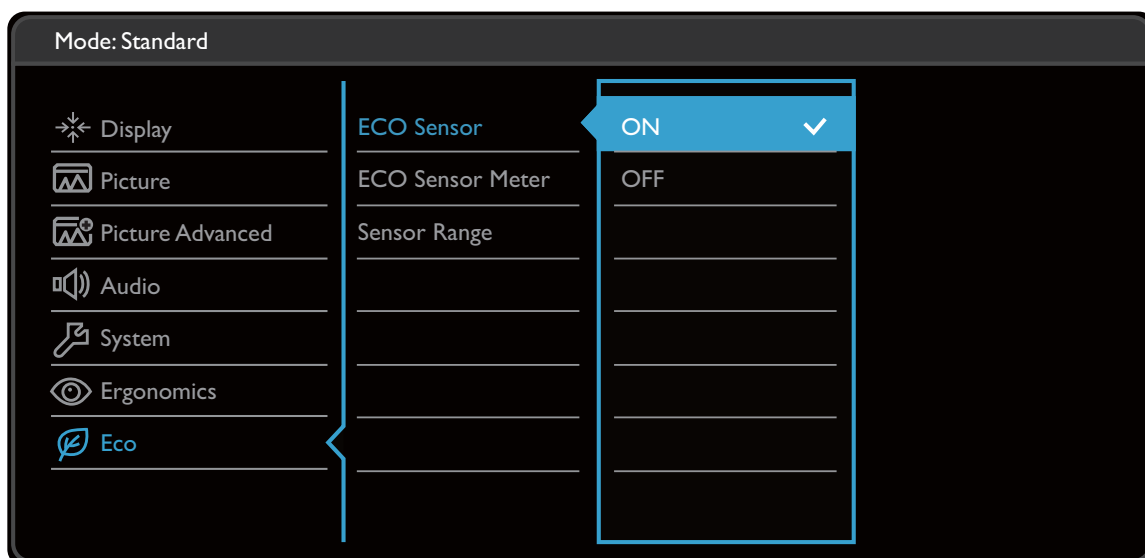 Mode: Standard
Display
Picture
Picture Advanced
Audio
System
Ergonomics
Eco
ECO Sensor
ECO Sensor Meter
Sensor Range
ON
OFF